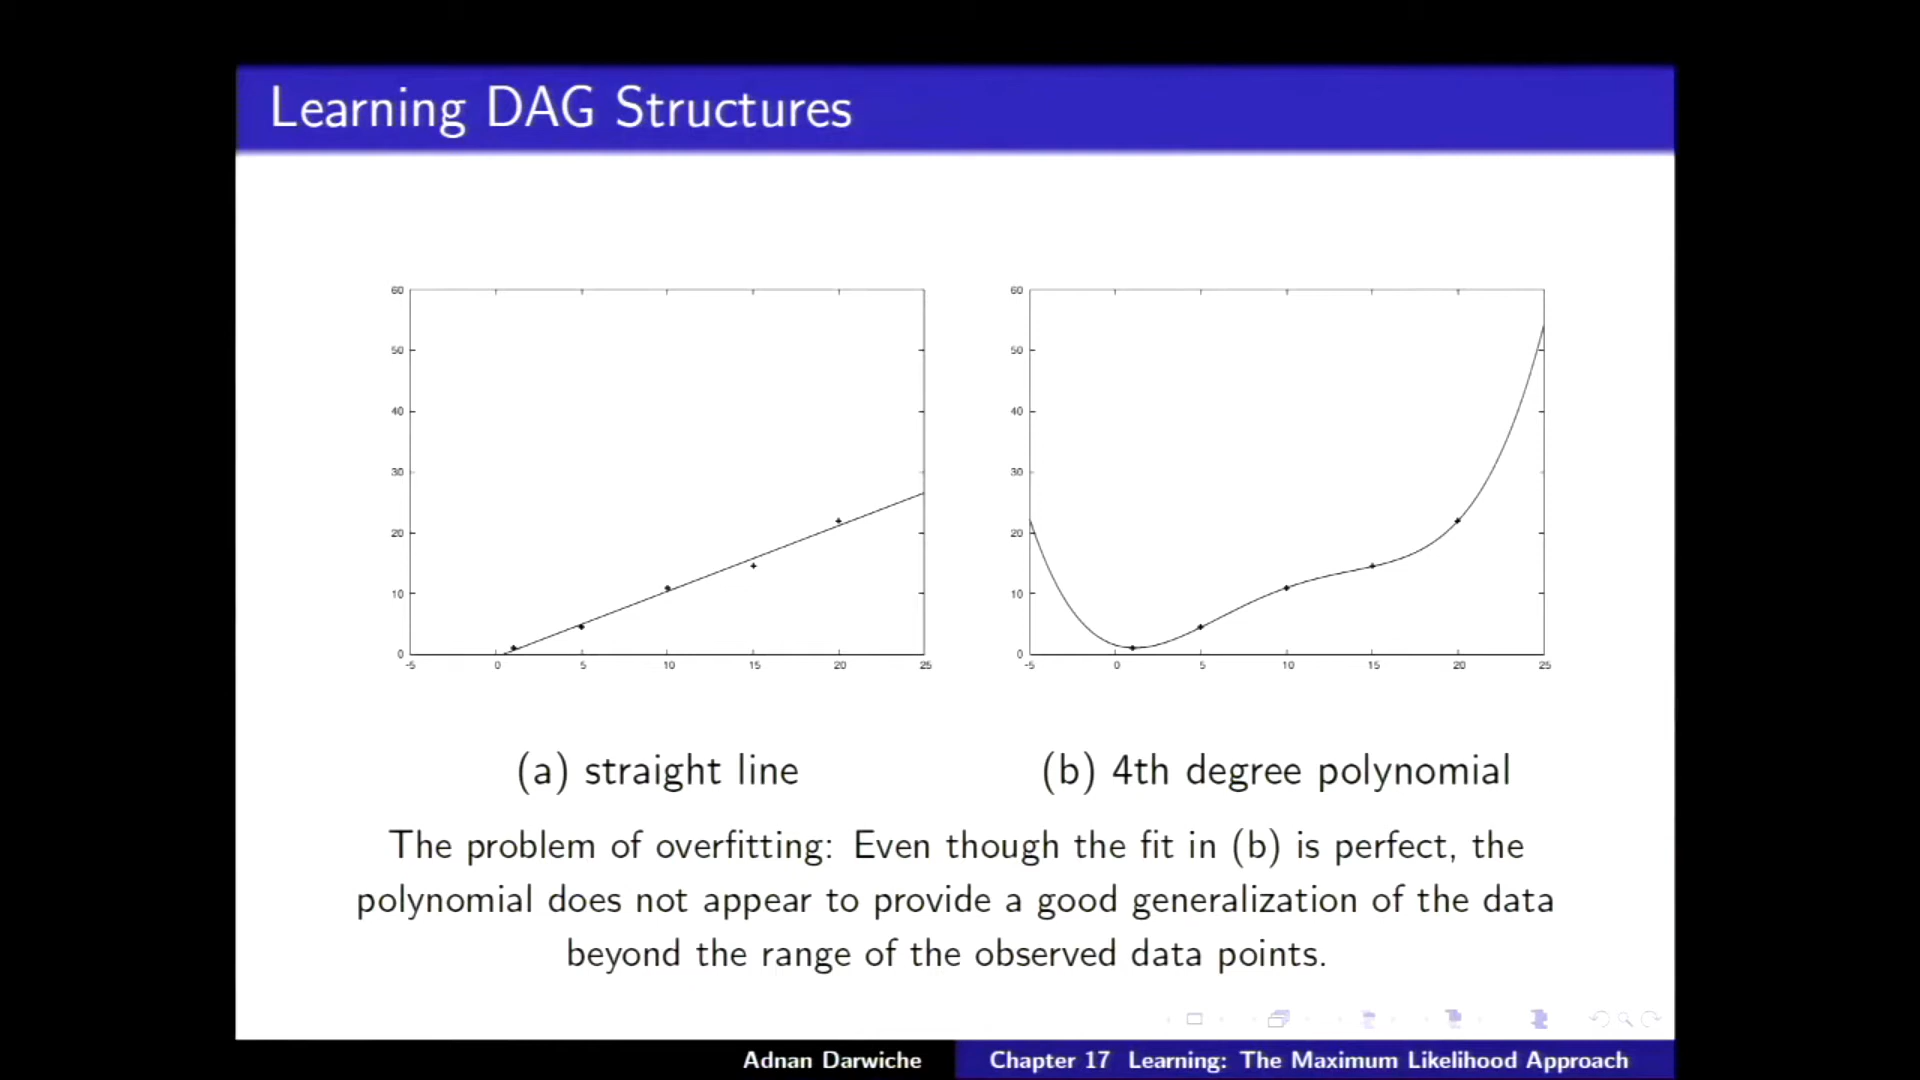 Learning DAG Structures
60
50
40
30
20
10
0
-5 0 5 10 15 20 25
60
50
40
30
20
10
0
-5 0 5 10 15 20 25
(a) straight line
(b) 4th degree polynomial
The problem of overfitting: Even though the fit in (b) is perfect, the
polynomial does not appear to provide a good generalization of the data
beyond the range of the observed data points.
Adnan Darwiche
Chapter 17 Learning: The Maximum Likelihood Approach